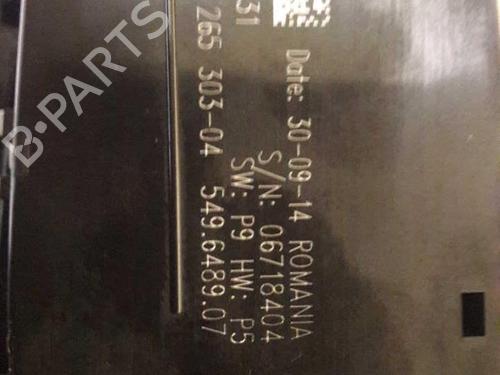 Date: 30-09-14 ROMANIA
S/N: 06718404
SW: P9 HW: P5
265 303-04 549.6489.07
31
B-PARTS